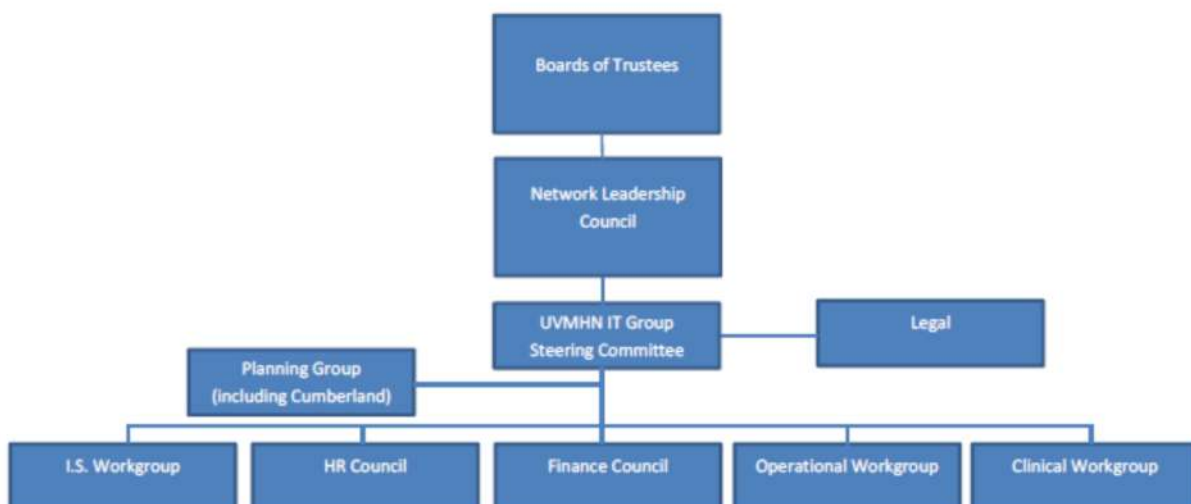 Boards of Trustees
Network Leadership
Council
UVMHN IT Group
Steering Committee
Legal
Planning Group
(including Cumberland)
I.S. Workgroup
HR Council
Finance Council
Operational Workgroup
Clinical Workgroup